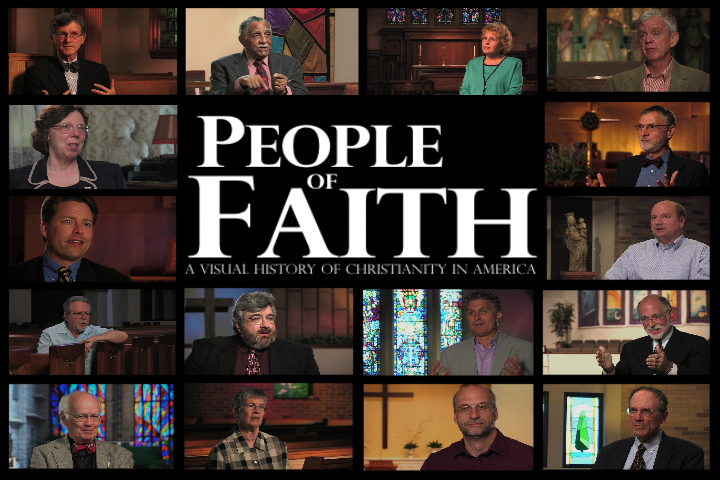 PEOPLE
OF
FAITH
A VISUAL HISTORY OF CHRISTIANITY IN AMERICA